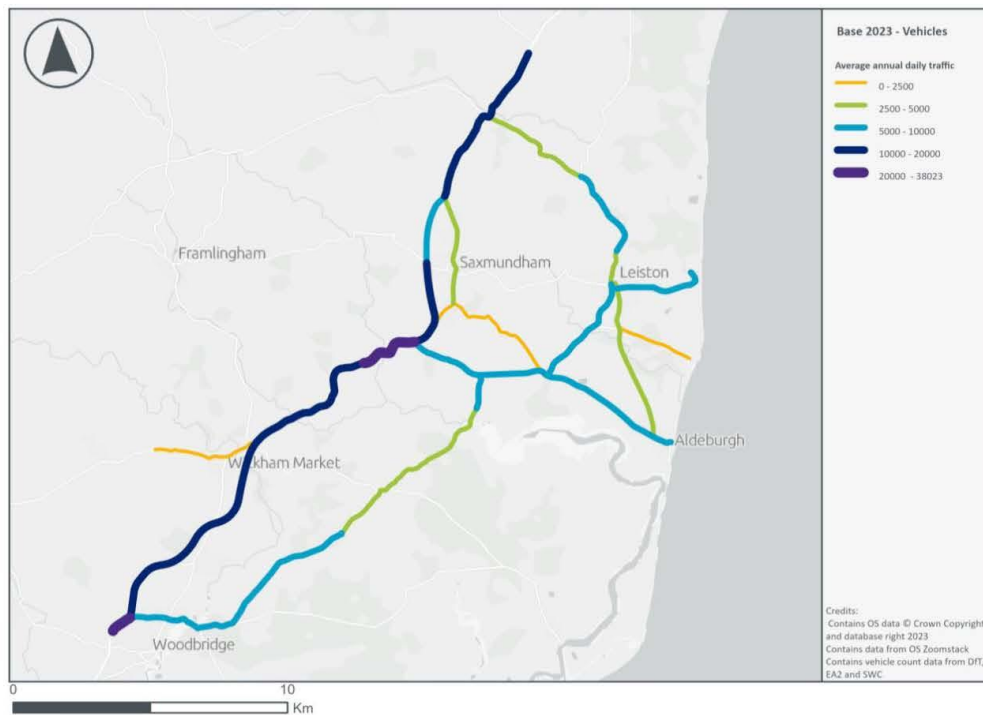 Base 2023 - Vehicles
Average annual daily traffic
0 - 2500
2500 - 5000
5000 - 10000
10000 - 20000
20000 - 38023
Framlingham
Saxmundham
Leiston
Wickham Market
Aldeburgh
Woodbridge
Credits:
Contains OS data © Crown Copyright
and database right 2023
Contains data from OS Zoomstack
Contains vehicle count data from DfT,
EA2 and SWC
0
10
Km